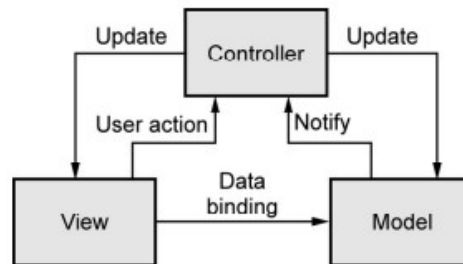 Update
Controller
Update
User action
Notify
Data
binding
View
Model